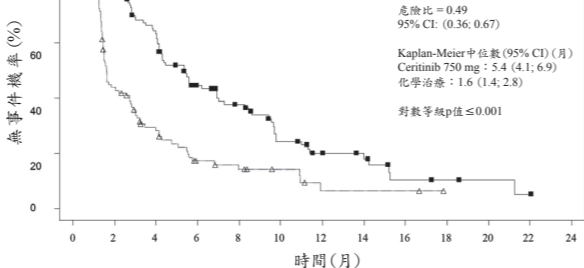 危險比 = 0.49
95% CI: (0.36; 0.67)
Kaplan-Meier中位數 (95% CI) (月)
Ceritinib 750 mg：5.4 (4.1; 6.9)
化學治療：1.6 (1.4; 2.8)
對數等級p值≤0.001
無事件機率(%)
60
40
20
0
0 2 4 6 8 10 12 14 16 18 20 22 24
時間(月)